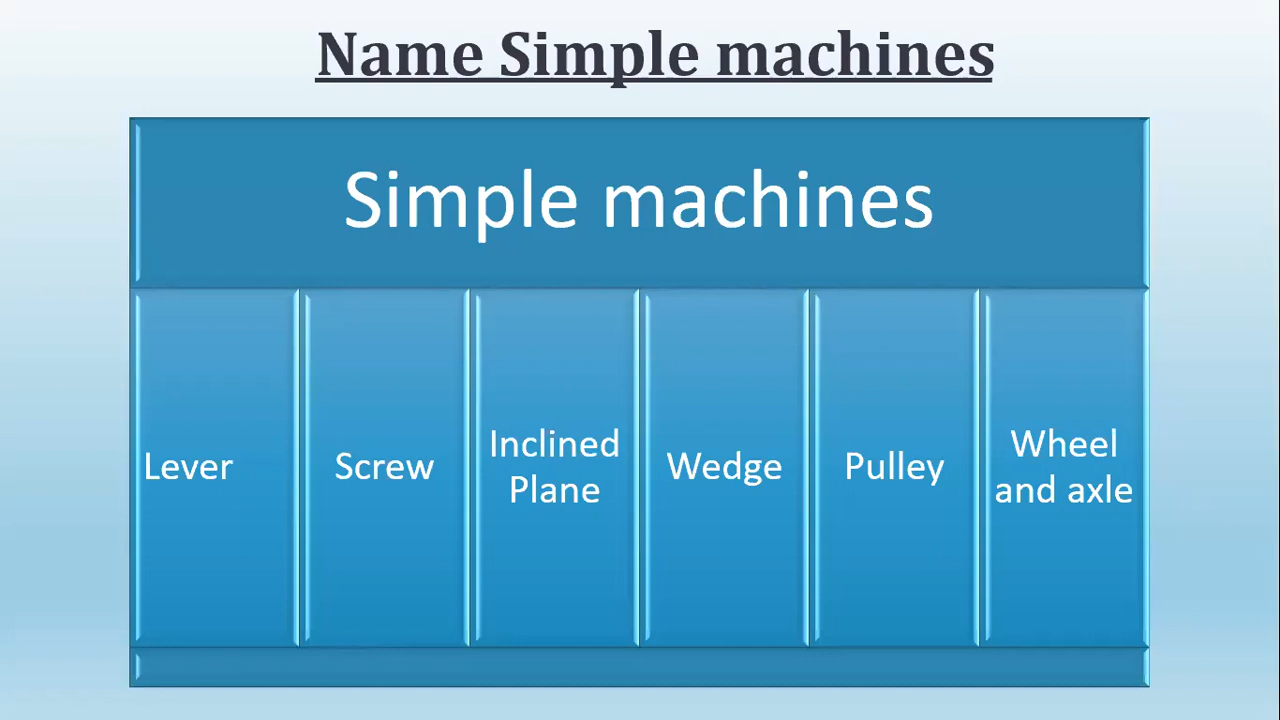 Name Simple machines
Simple machines
Lever
Screw
Inclined
Plane
Wedge
Pulley
Wheel
and axle